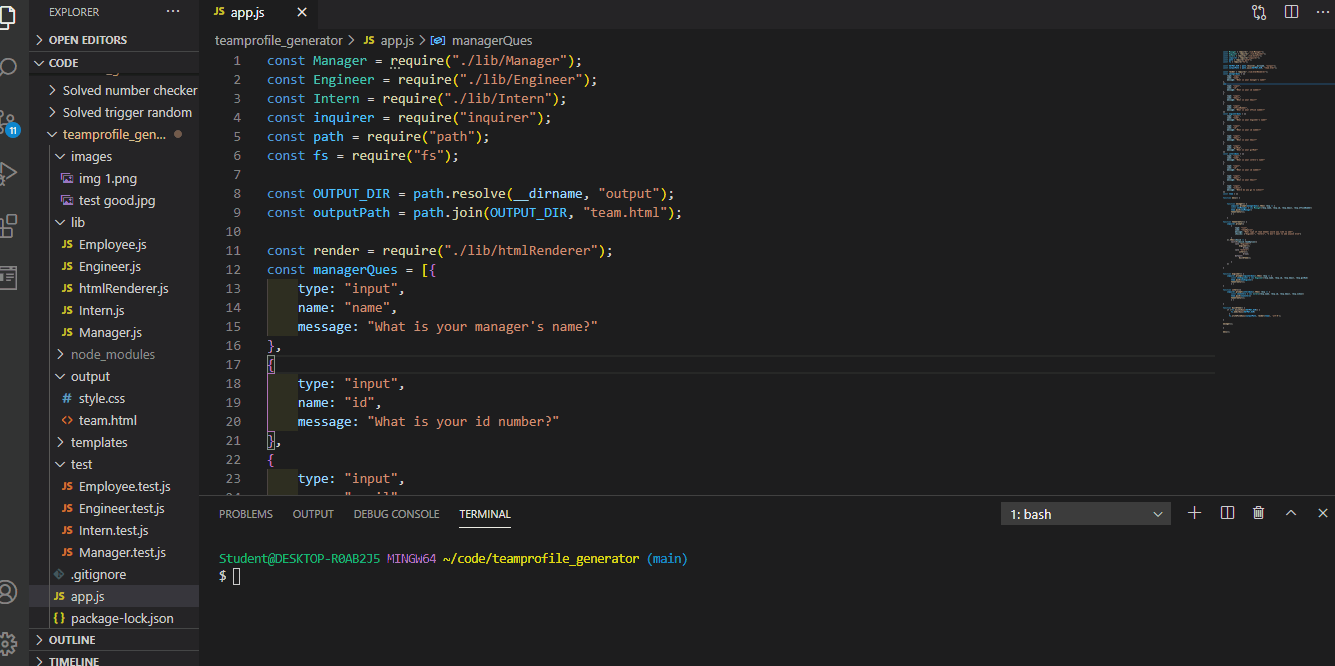 EXPLORER
OPEN EDITORS
CODE
Solved number checker
Solved trigger random
teamprofile_gen...
images
img 1.png
test good.jpg
lib
JS Employee.js
JS Engineer.js
JS htmlRenderer.js
JS Intern.js
JS Manager.js
node_modules
output
# style.css
<> team.html
templates
test
JS Employee.test.js
JS Engineer.test.js
JS Intern.test.js
JS Manager.test.js
.gitignore
JS app.js
{} package-lock.json
OUTLINE
TIMELINE
11
JS app.js
teamprofile_generator > JS app.js > managerQues
1 const Manager = require("./lib/Manager");
2 const Engineer = require("./lib/Engineer");
3 const Intern = require("./lib/Intern");
4 const inquirer = require("inquirer");
5 const path = require("path");
6 const fs = require("fs");
7
8 const OUTPUT_DIR = path.resolve(__dirname, "output");
9 const outputPath = path.join(OUTPUT_DIR, "team.html");
10
11 const render = require("./lib/htmlRenderer");
12 const managerQues = [{
13 type: "input",
14 name: "name",
15 message: "What is your manager's name?"
16 },
17 {
18 type: "input",
19 name: "id",
20 message: "What is your id number?"
21 },
22 {
23 type: "input",
PROBLEMS OUTPUT DEBUG CONSOLE TERMINAL
1: bash
Student@DESKTOP-R0AB2J5 MINGW64 ~/code/teamprofile_generator (main)
$